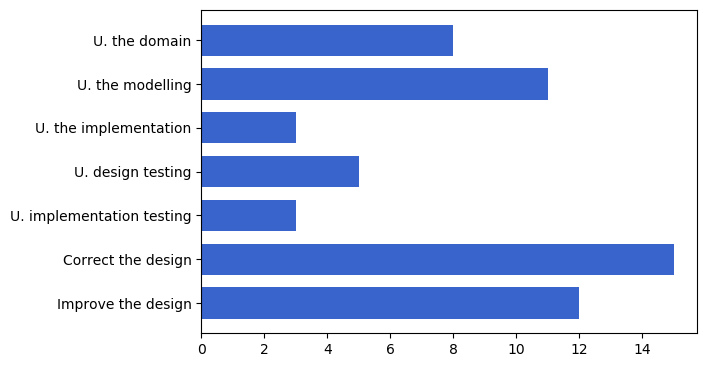 U. the domain
U. the modelling
U. the implementation
U. design testing
U. implementation testing
Correct the design
Improve the design
0 2 4 6 8 10 12 14